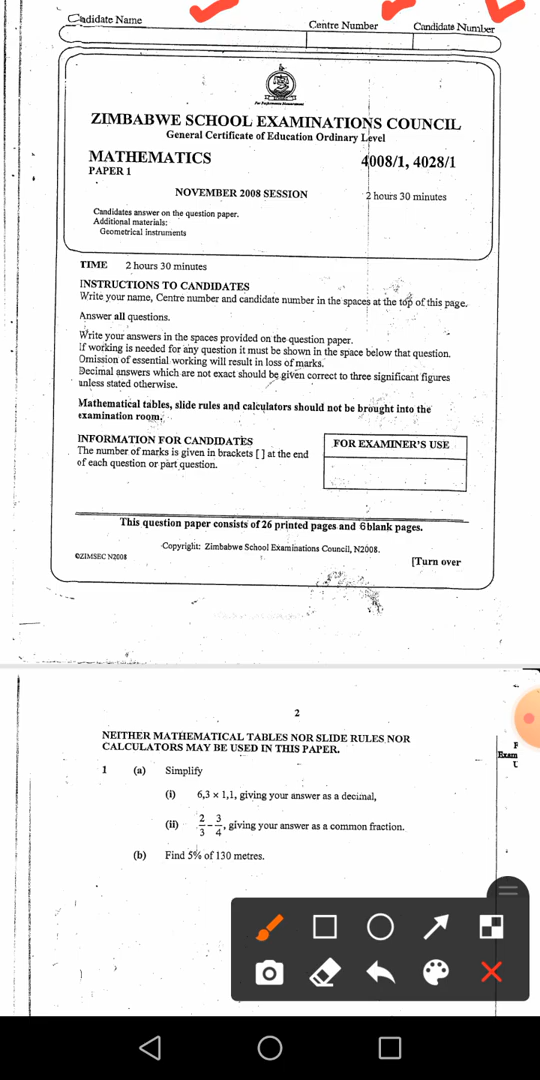 Cadidate Name
Centre Number
Candidate Number
For Performance Measurement
ZIMBABWE SCHOOL EXAMINATIONS COUNCIL
General Certificate of Education Ordinary Level
MATHEMATICS
4008/1, 4028/1
PAPER 1
NOVEMBER 2008 SESSION
2 hours 30 minutes
Candidates answer on the question paper.
Additional materials:
Geometrical instruments
TIME 2 hours 30 minutes
INSTRUCTIONS TO CANDIDATES
Write your name, Centre number and candidate number in the spaces at the top of this page.
Answer all questions.
Write your answers in the spaces provided on the question paper.
If working is needed for any question it must be shown in the space below that question.
Omission of essential working will result in loss of marks.
Decimal answers which are not exact should be given correct to three significant figures
unless stated otherwise.
Mathematical tables, slide rules and calculators should not be brought into the
examination room.
INFORMATION FOR CANDIDATES
The number of marks is given in brackets [ ] at the end
of each question or part question.
FOR EXAMINER'S USE
This question paper consists of 26 printed pages and 6 blank pages.
Copyright: Zimbabwe School Examinations Council, N2008.
©ZIMSEC N2008
[Turn over
2
NEITHER MATHEMATICAL TABLES NOR SLIDE RULES NOR
CALCULATORS MAY BE USED IN THIS PAPER.
F
Exam
U
1 (a) Simplify
(i) 6,3 × 1,1, giving your answer as a decimal,
(ii) 2/3 − 3/4, giving your answer as a common fraction.
(b) Find 5% of 130 metres.